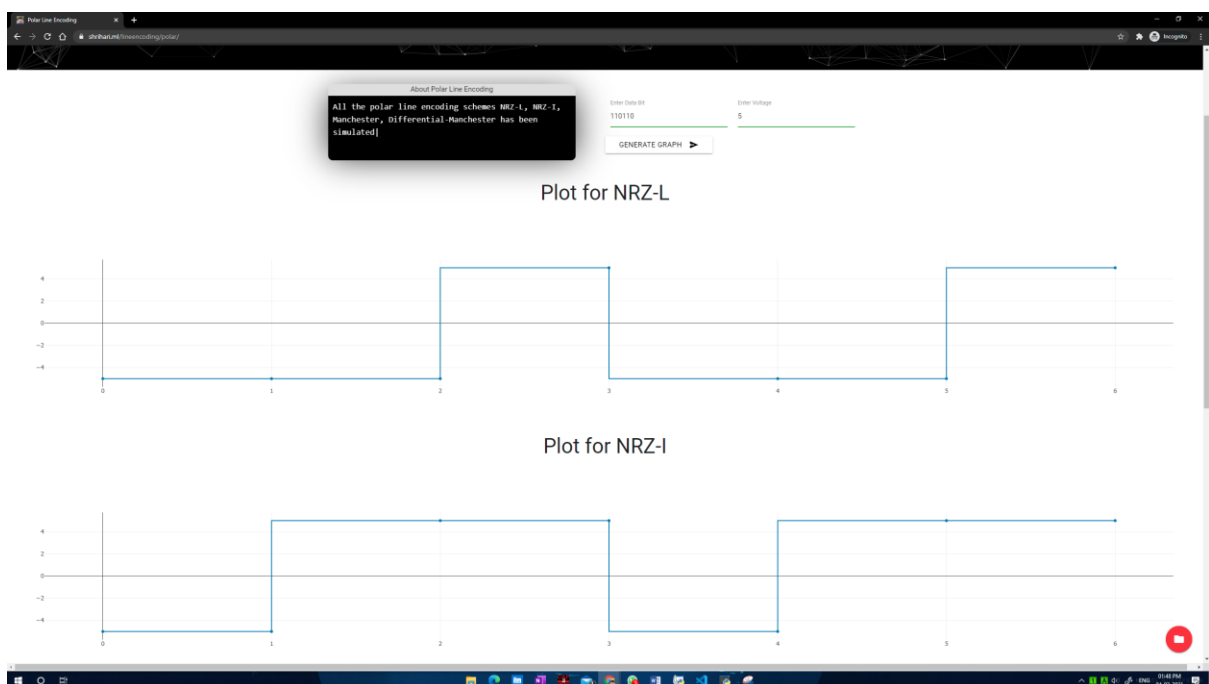 Polar Line Encoding
shrihari.ml/lineencoding/polar/
Incognito
About Polar Line Encoding
All the polar line encoding schemes NRZ-L, NRZ-I,
Manchester, Differential-Manchester has been
simulated
Enter Data Bit
Enter Voltage
110110
5
GENERATE GRAPH
Plot for NRZ-L
4
2
0
−2
−4
0 1 2 3 4 5 6
Plot for NRZ-I
4
2
0
−2
−4
0 1 2 3 4 5 6
ENG
01:48 PM